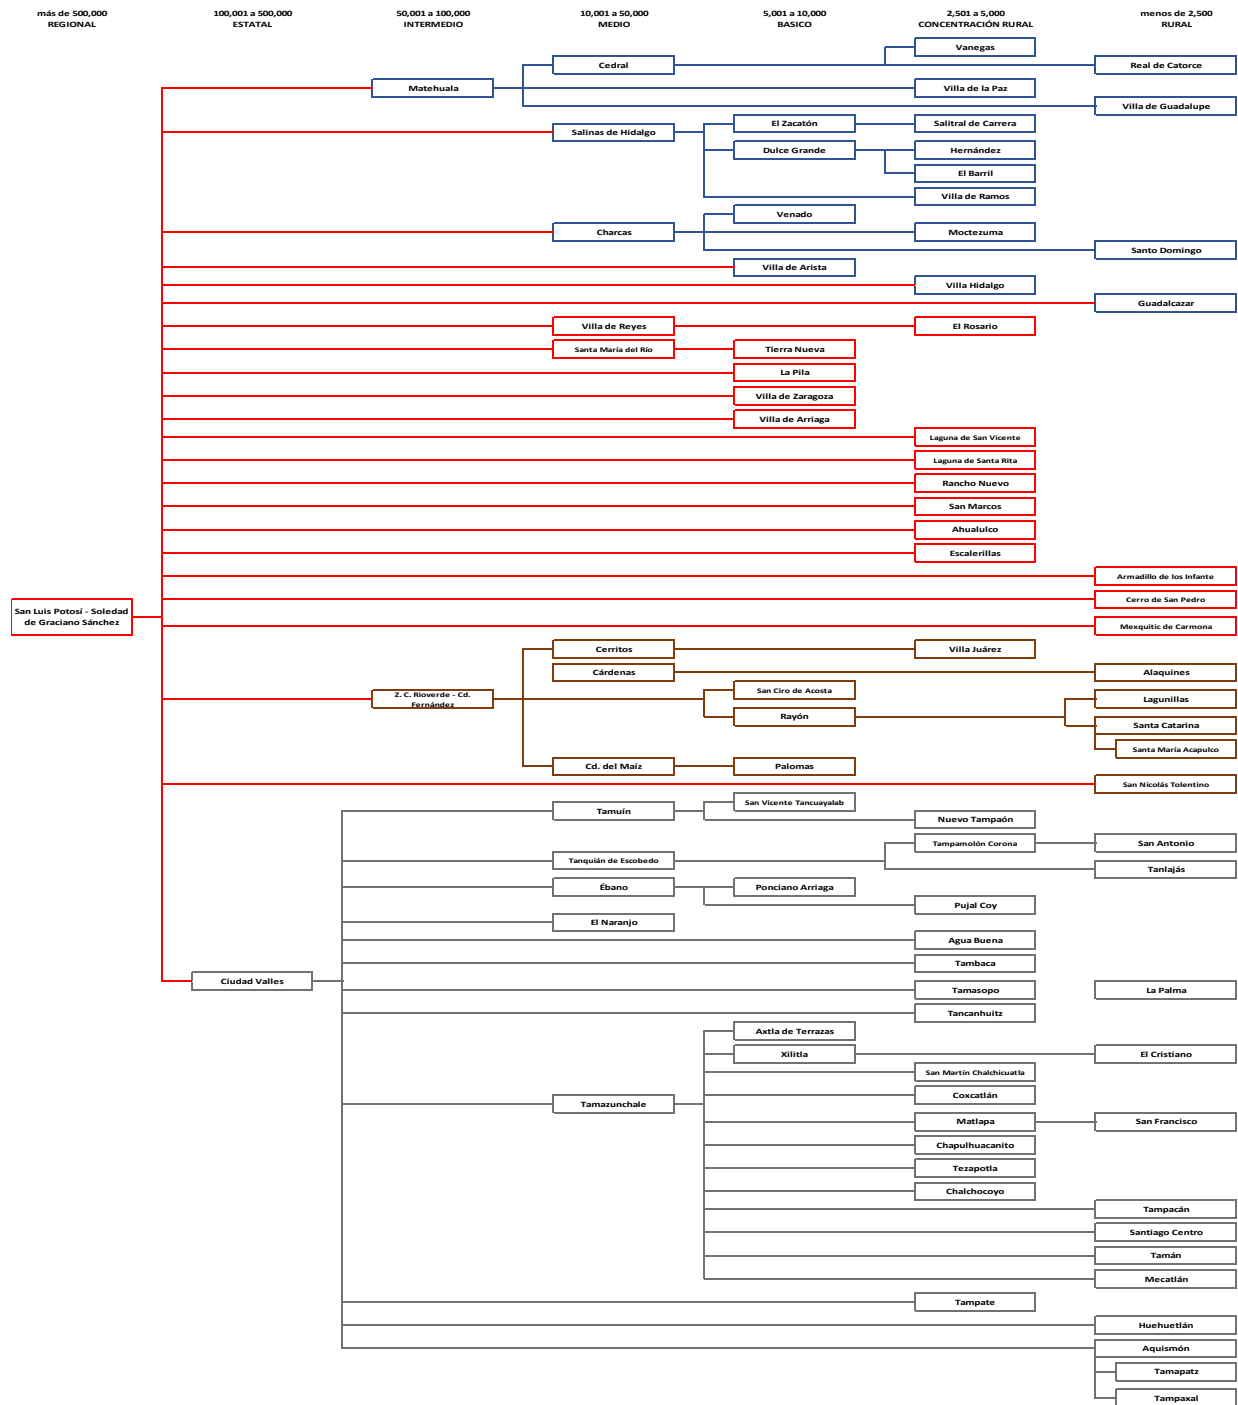 más de 500,000
REGIONAL
100,001 a 500,000
ESTATAL
50,001 a 100,000
INTERMEDIO
10,001 a 50,000
MEDIO
5,001 a 10,000
BASICO
2,501 a 5,000
CONCENTRACIÓN RURAL
menos de 2,500
RURAL
Vanegas
Cedral
Real de Catorce
Matehuala
Villa de la Paz
Villa de Guadalupe
El Zacatón
Salitral de Carrera
Salinas de Hidalgo
Dulce Grande
Hernández
El Barril
Villa de Ramos
Venado
Charcas
Moctezuma
Santo Domingo
Villa de Arista
Villa Hidalgo
Guadalcazar
Villa de Reyes
El Rosario
Santa María del Río
Tierra Nueva
La Pila
Villa de Zaragoza
Villa de Arriaga
Laguna de San Vicente
Laguna de Santa Rita
Rancho Nuevo
San Marcos
Ahualulco
Escalerillas
Armadillo de los Infante
Cerro de San Pedro
San Luis Potosí - Soledad
de Graciano Sánchez
Mexquitic de Carmona
Cerritos
Villa Juárez
Cárdenas
Alaquines
San Ciro de Acosta
Z. C. Rioverde - Cd.
Fernández
Lagunillas
Rayón
Santa Catarina
Santa María Acapulco
Cd. del Maíz
Palomas
San Nicolás Tolentino
San Vicente Tancuayalab
Tamuín
Nuevo Tampaón
Tampamolón Corona
San Antonio
Tanquián de Escobedo
Tanlajás
Ébano
Ponciano Arriaga
Pujal Coy
El Naranjo
Agua Buena
Tambaca
Ciudad Valles
Tamasopo
La Palma
Tancanhuitz
Axtla de Terrazas
Xilitla
El Cristiano
San Martín Chalchicuatla
Coxcatlán
Tamazunchale
Matlapa
San Francisco
Chapulhuacanito
Tezapotla
Chalchocoyo
Tampacán
Santiago Centro
Tamán
Mecatlán
Tampate
Huehuetlán
Aquismón
Tamapatz
Tampaxal